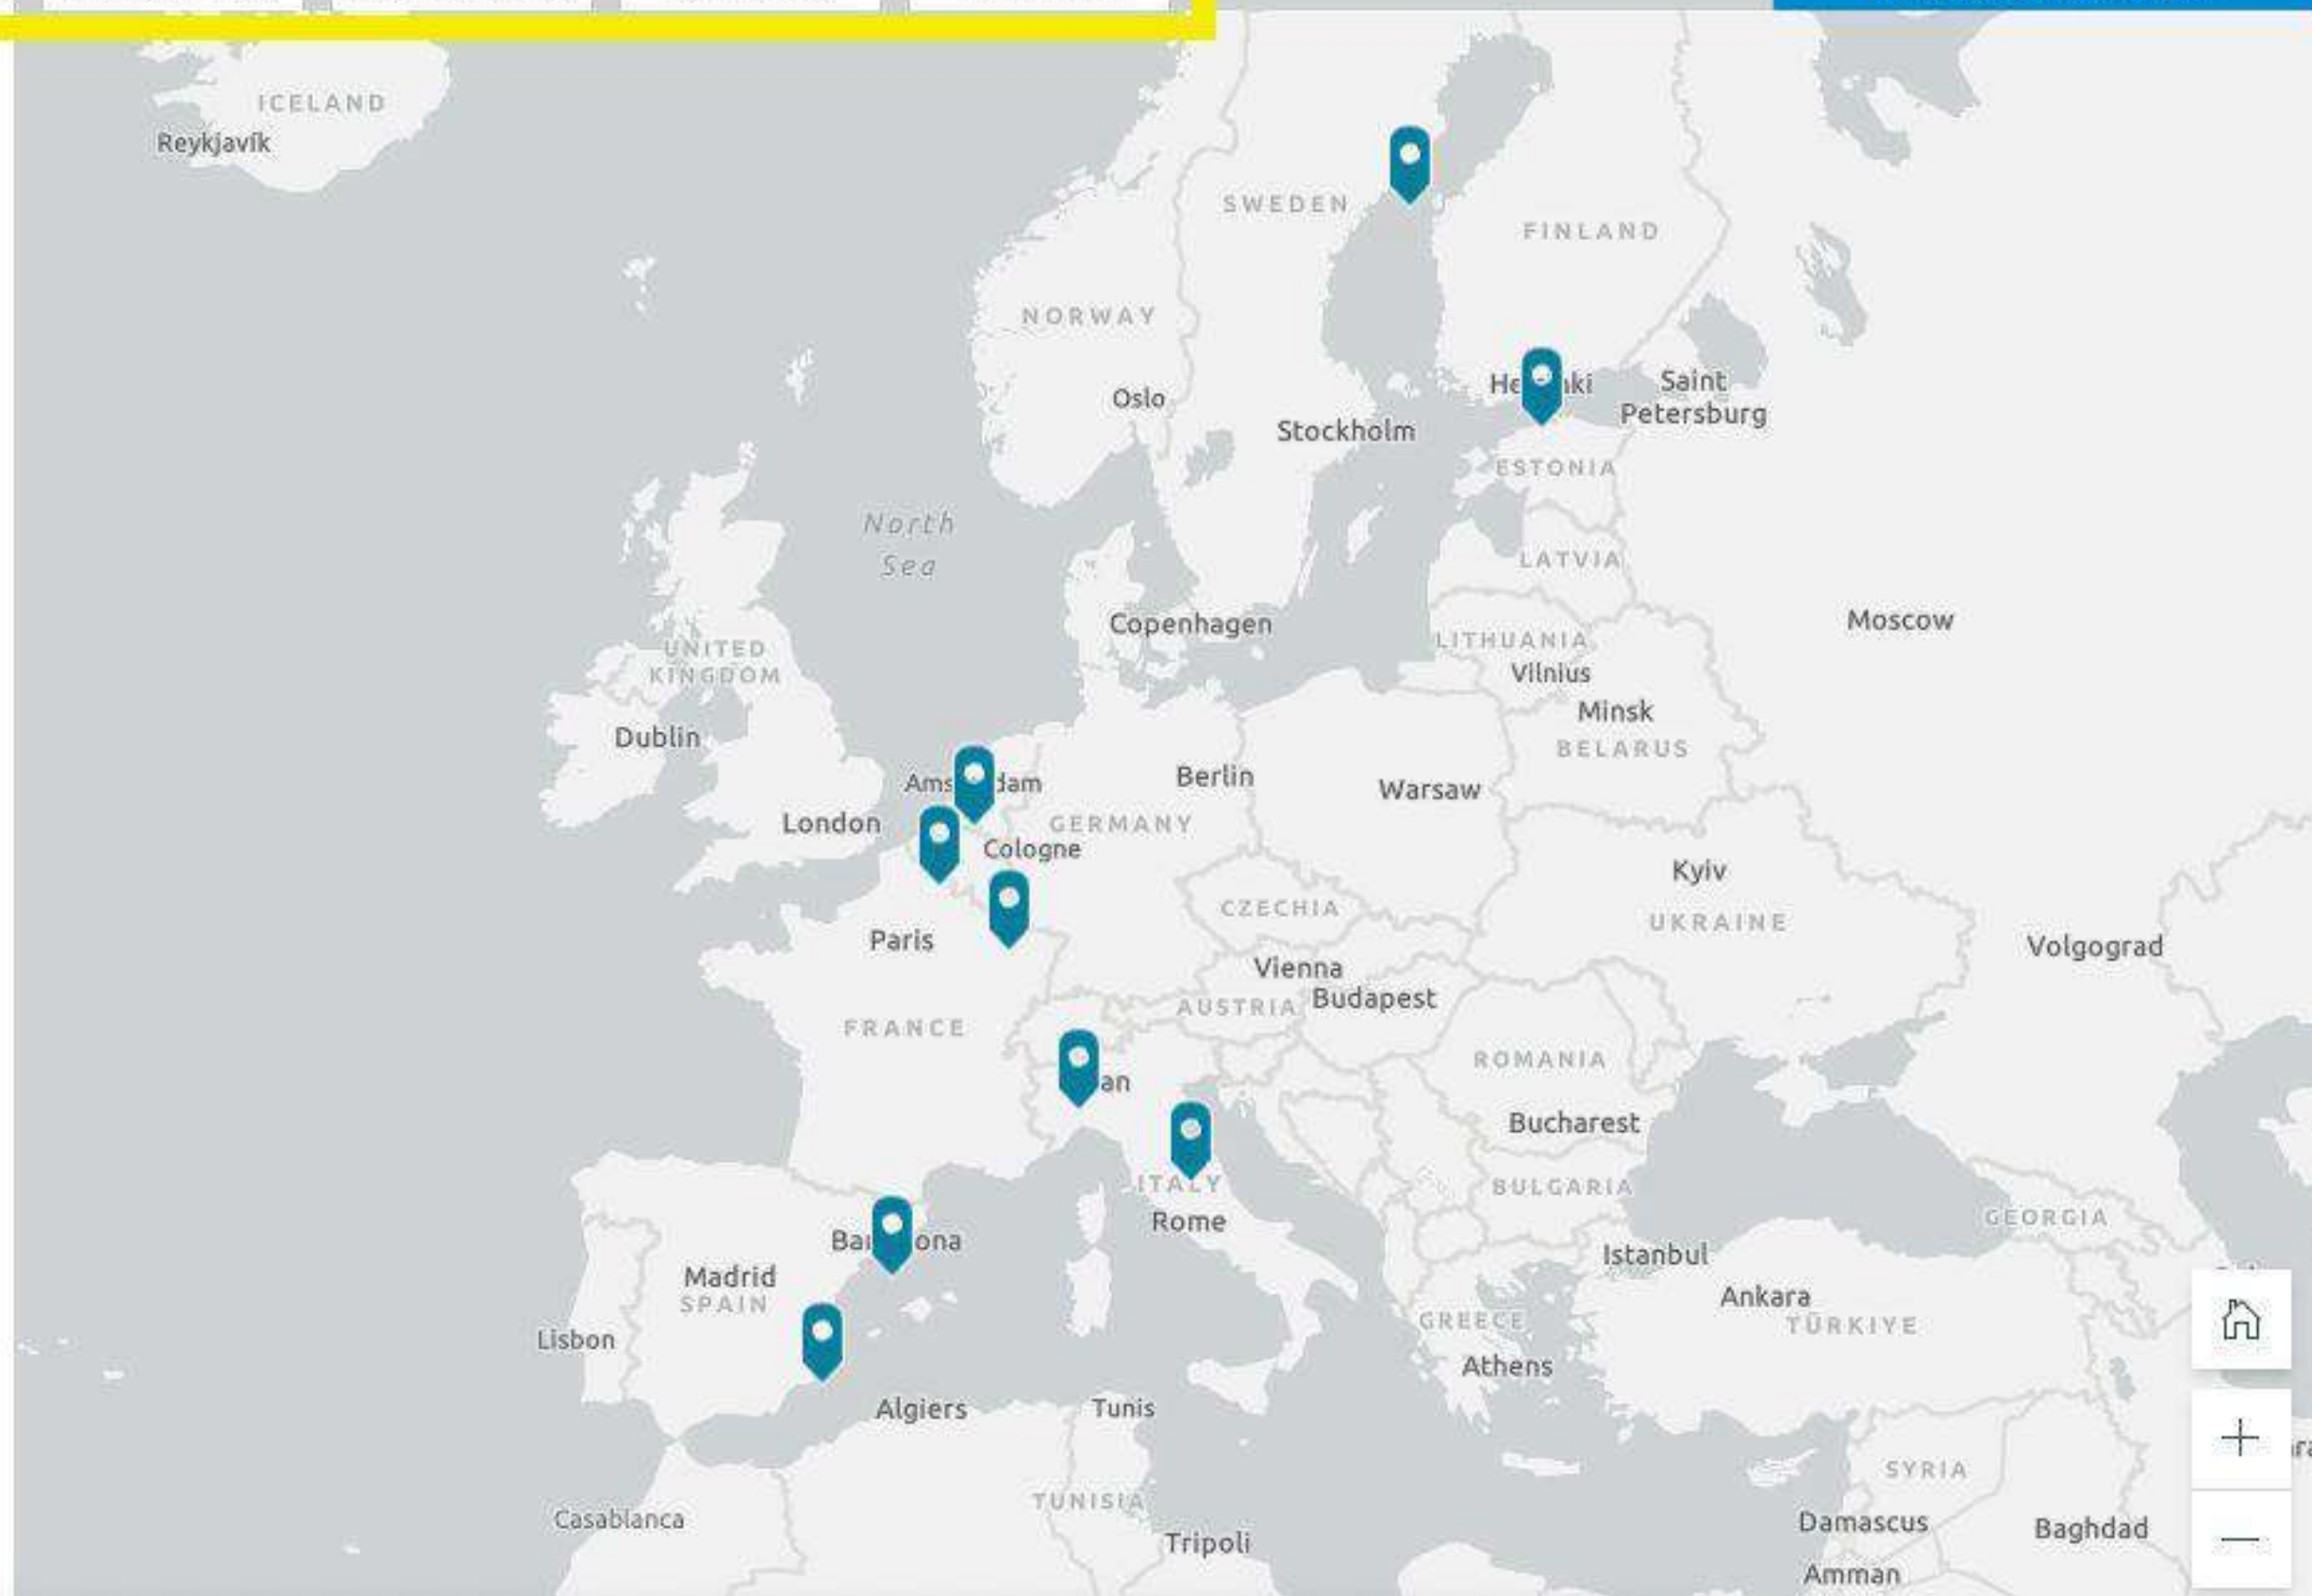 ICELAND
Reykjavík
SWEDEN
FINLAND
NORWAY
Oslo
Stockholm
Saint
Petersburg
ESTONIA
North
Sea
LATVIA
Copenhagen
LITHUANIA
Vilnius
Moscow
UNITED
KINGDOM
Dublin
Minsk
BELARUS
Berlin
Warsaw
London
GERMANY
Cologne
Kyiv
CZECHIA
UKRAINE
Paris
Volgograd
Vienna
AUSTRIA
Budapest
FRANCE
ROMANIA
Bucharest
ITALY
BULGARIA
Rome
GEORGIA
Istanbul
Madrid
SPAIN
Ankara
TÜRKIYE
GREECE
Lisbon
Athens
Algiers
Tunis
SYRIA
TUNISIA
Casablanca
Damascus
Baghdad
Tripoli
Amman